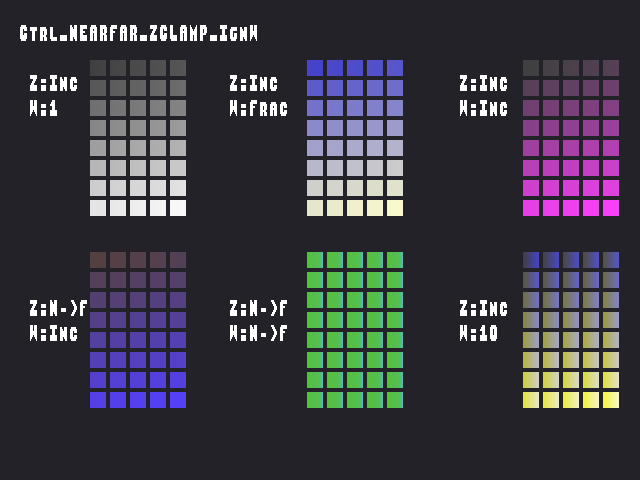 Ctrl_NEARFAR_ZCLAMP_IgnW
Z:Inc
W:1
Z:Inc
W:frac
Z:Inc
W:Inc
Z:N->f
W:Inc
Z:N->f
W:N->f
Z:Inc
W:10